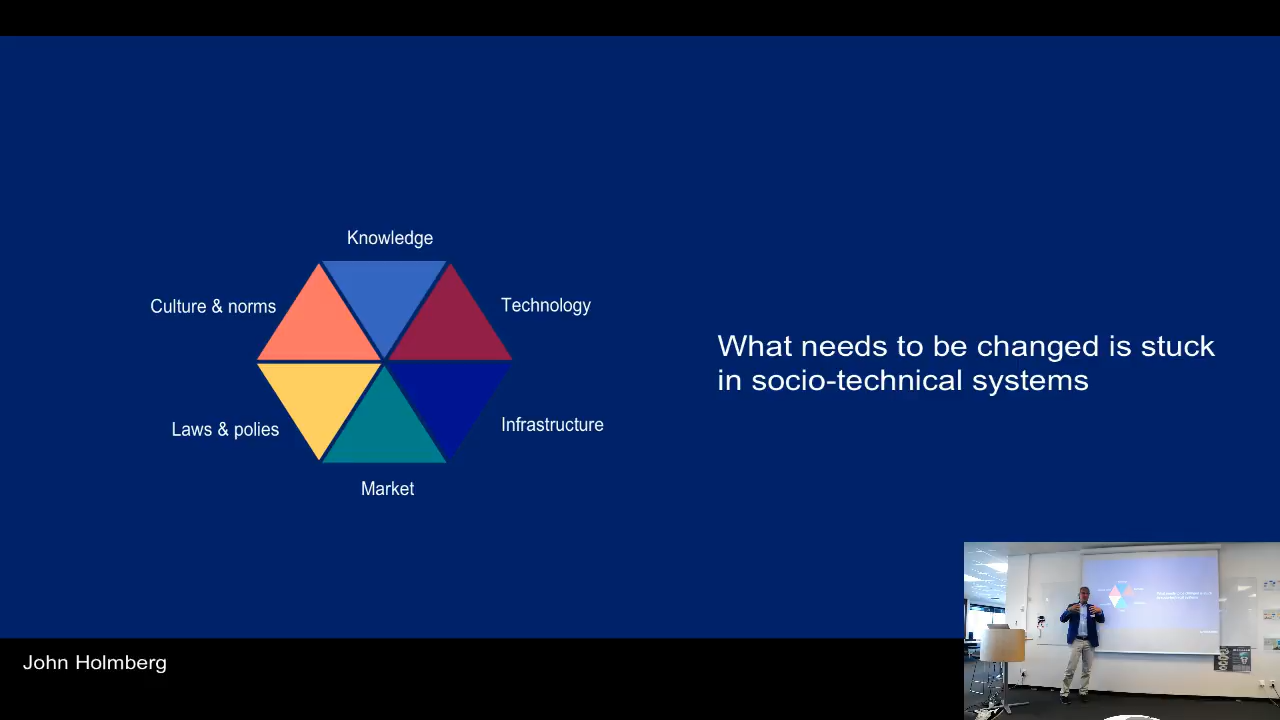 Knowledge
Culture & norms
Technology
What needs to be changed is stuck
in socio-technical systems
Laws & polies
Infrastructure
Market
John Holmberg